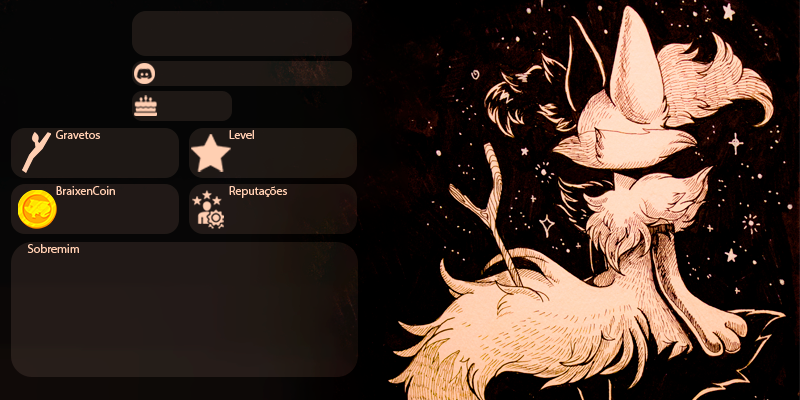 Gravetos
Level
BraixenCoin
Reputações
Sobremim